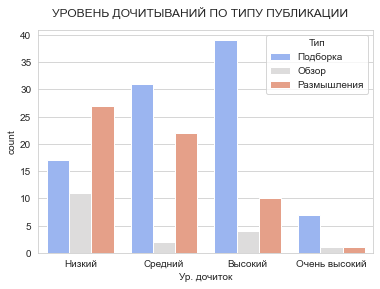 УРОВЕНЬ ДОЧИТЫВАНИЙ ПО ТИПУ ПУБЛИКАЦИИ
Тип
Подборка
Обзор
Размышления
count
40
35
30
25
20
15
10
5
0
Низкий Средний Высокий Очень высокий
Ур. дочиток